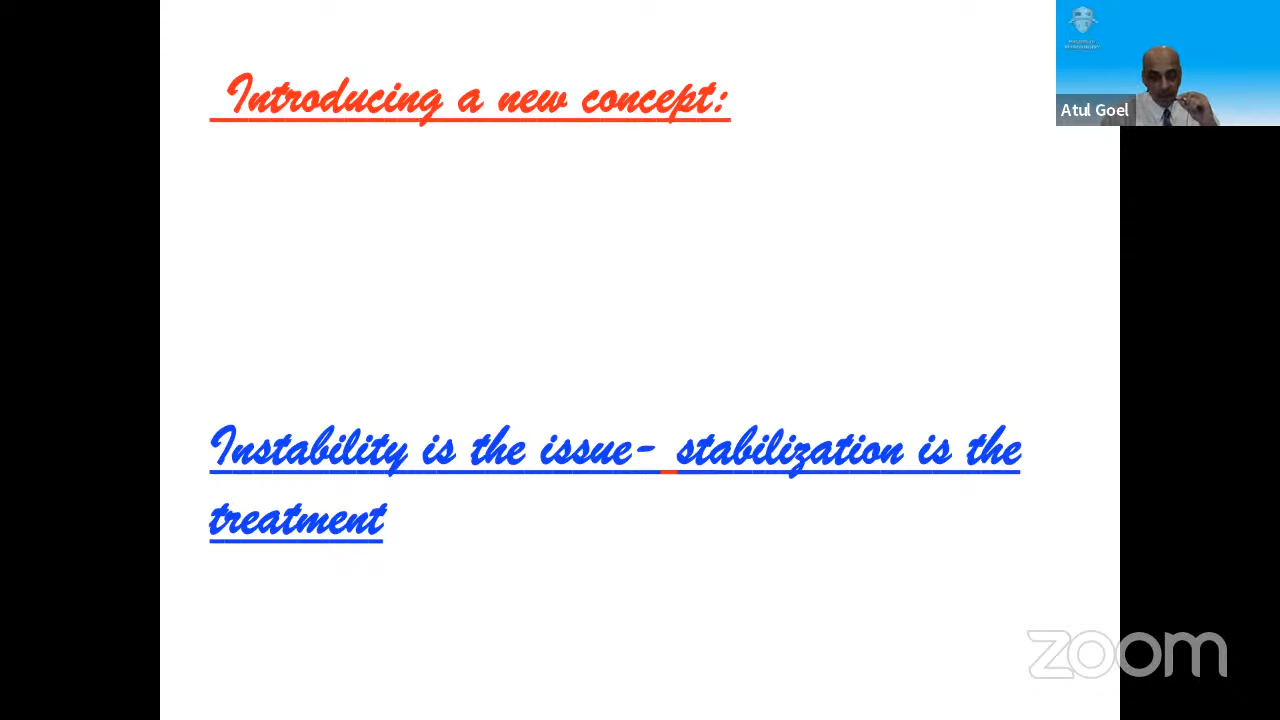 Introducing a new concept:
Atul Goel
Instability is the issue- stabilization is the
treatment
zoom